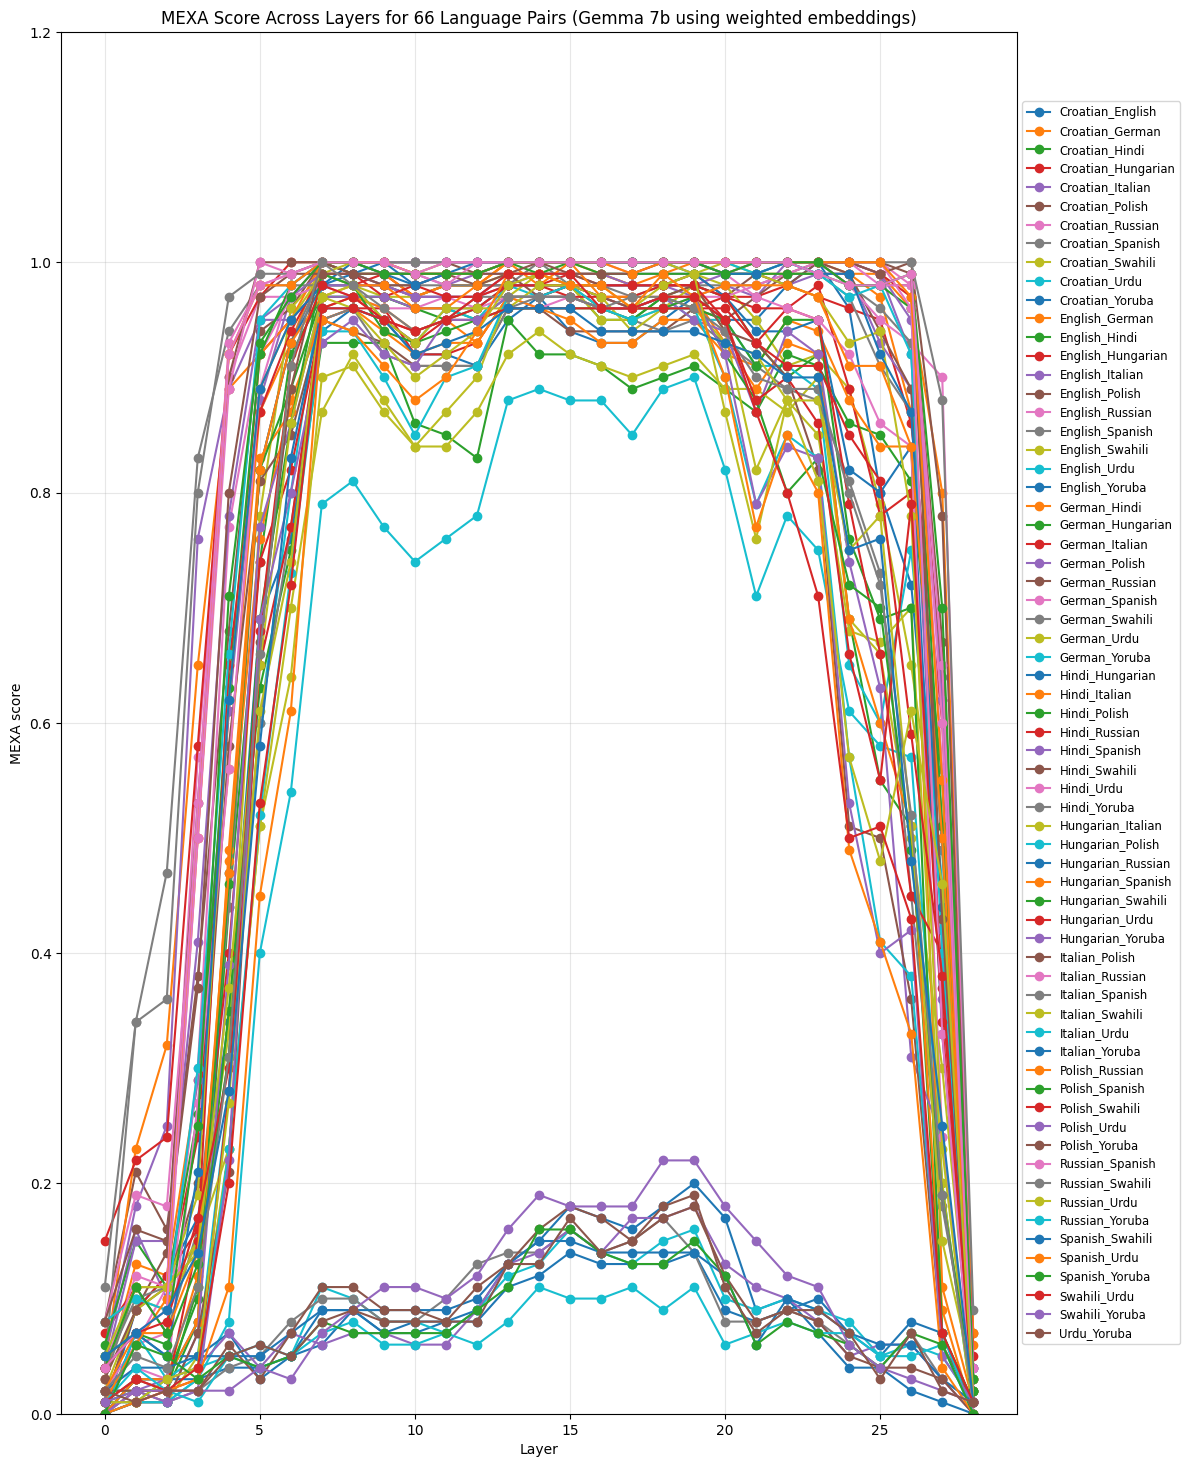 MEXA Score Across Layers for 66 Language Pairs (Gemma 7b using weighted embeddings)
MEXA score
1.2
1.0
0.8
0.6
0.4
0.2
0.0
0 5 10 15 20 25
Layer
Croatian_English
Croatian_German
Croatian_Hindi
Croatian_Hungarian
Croatian_Italian
Croatian_Polish
Croatian_Russian
Croatian_Spanish
Croatian_Swahili
Croatian_Urdu
Croatian_Yoruba
English_German
English_Hindi
English_Hungarian
English_Italian
English_Polish
English_Russian
English_Spanish
English_Swahili
English_Urdu
English_Yoruba
German_Hindi
German_Hungarian
German_Italian
German_Polish
German_Russian
German_Spanish
German_Swahili
German_Urdu
German_Yoruba
Hindi_Hungarian
Hindi_Italian
Hindi_Polish
Hindi_Russian
Hindi_Spanish
Hindi_Swahili
Hindi_Urdu
Hindi_Yoruba
Hungarian_Italian
Hungarian_Polish
Hungarian_Russian
Hungarian_Spanish
Hungarian_Swahili
Hungarian_Urdu
Hungarian_Yoruba
Italian_Polish
Italian_Russian
Italian_Spanish
Italian_Swahili
Italian_Urdu
Italian_Yoruba
Polish_Russian
Polish_Spanish
Polish_Swahili
Polish_Urdu
Polish_Yoruba
Russian_Spanish
Russian_Swahili
Russian_Urdu
Russian_Yoruba
Spanish_Swahili
Spanish_Urdu
Spanish_Yoruba
Swahili_Urdu
Swahili_Yoruba
Urdu_Yoruba